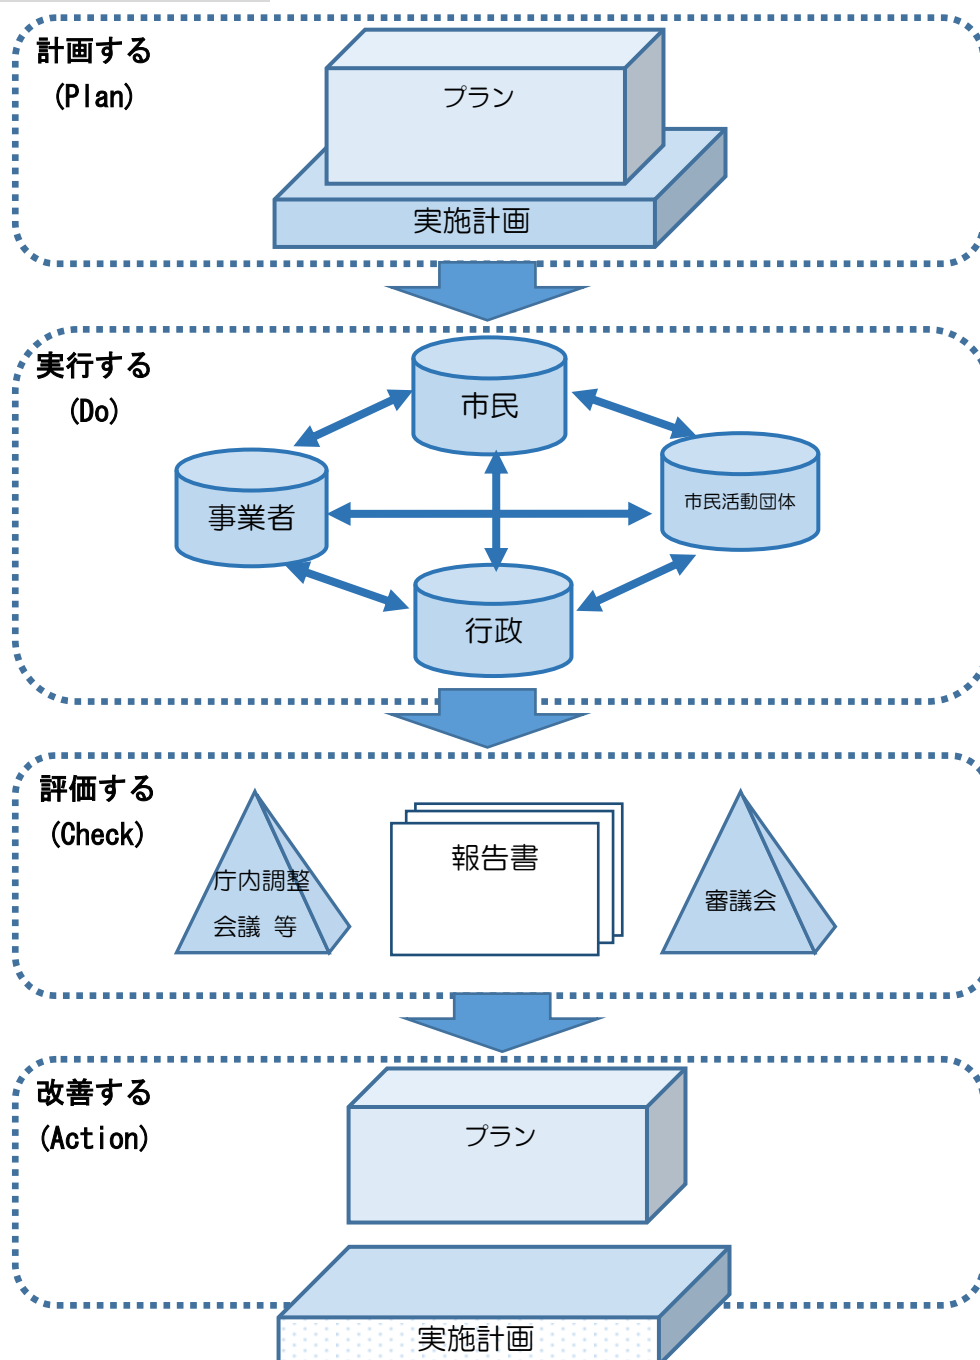 計画する
(Plan)
プラン
実施計画
実行する
(Do)
市民
事業者
市民活動団体
行政
評価する
(Check)
庁内調整
会議 等
報告書
審議会
改善する
(Action)
プラン
実施計画